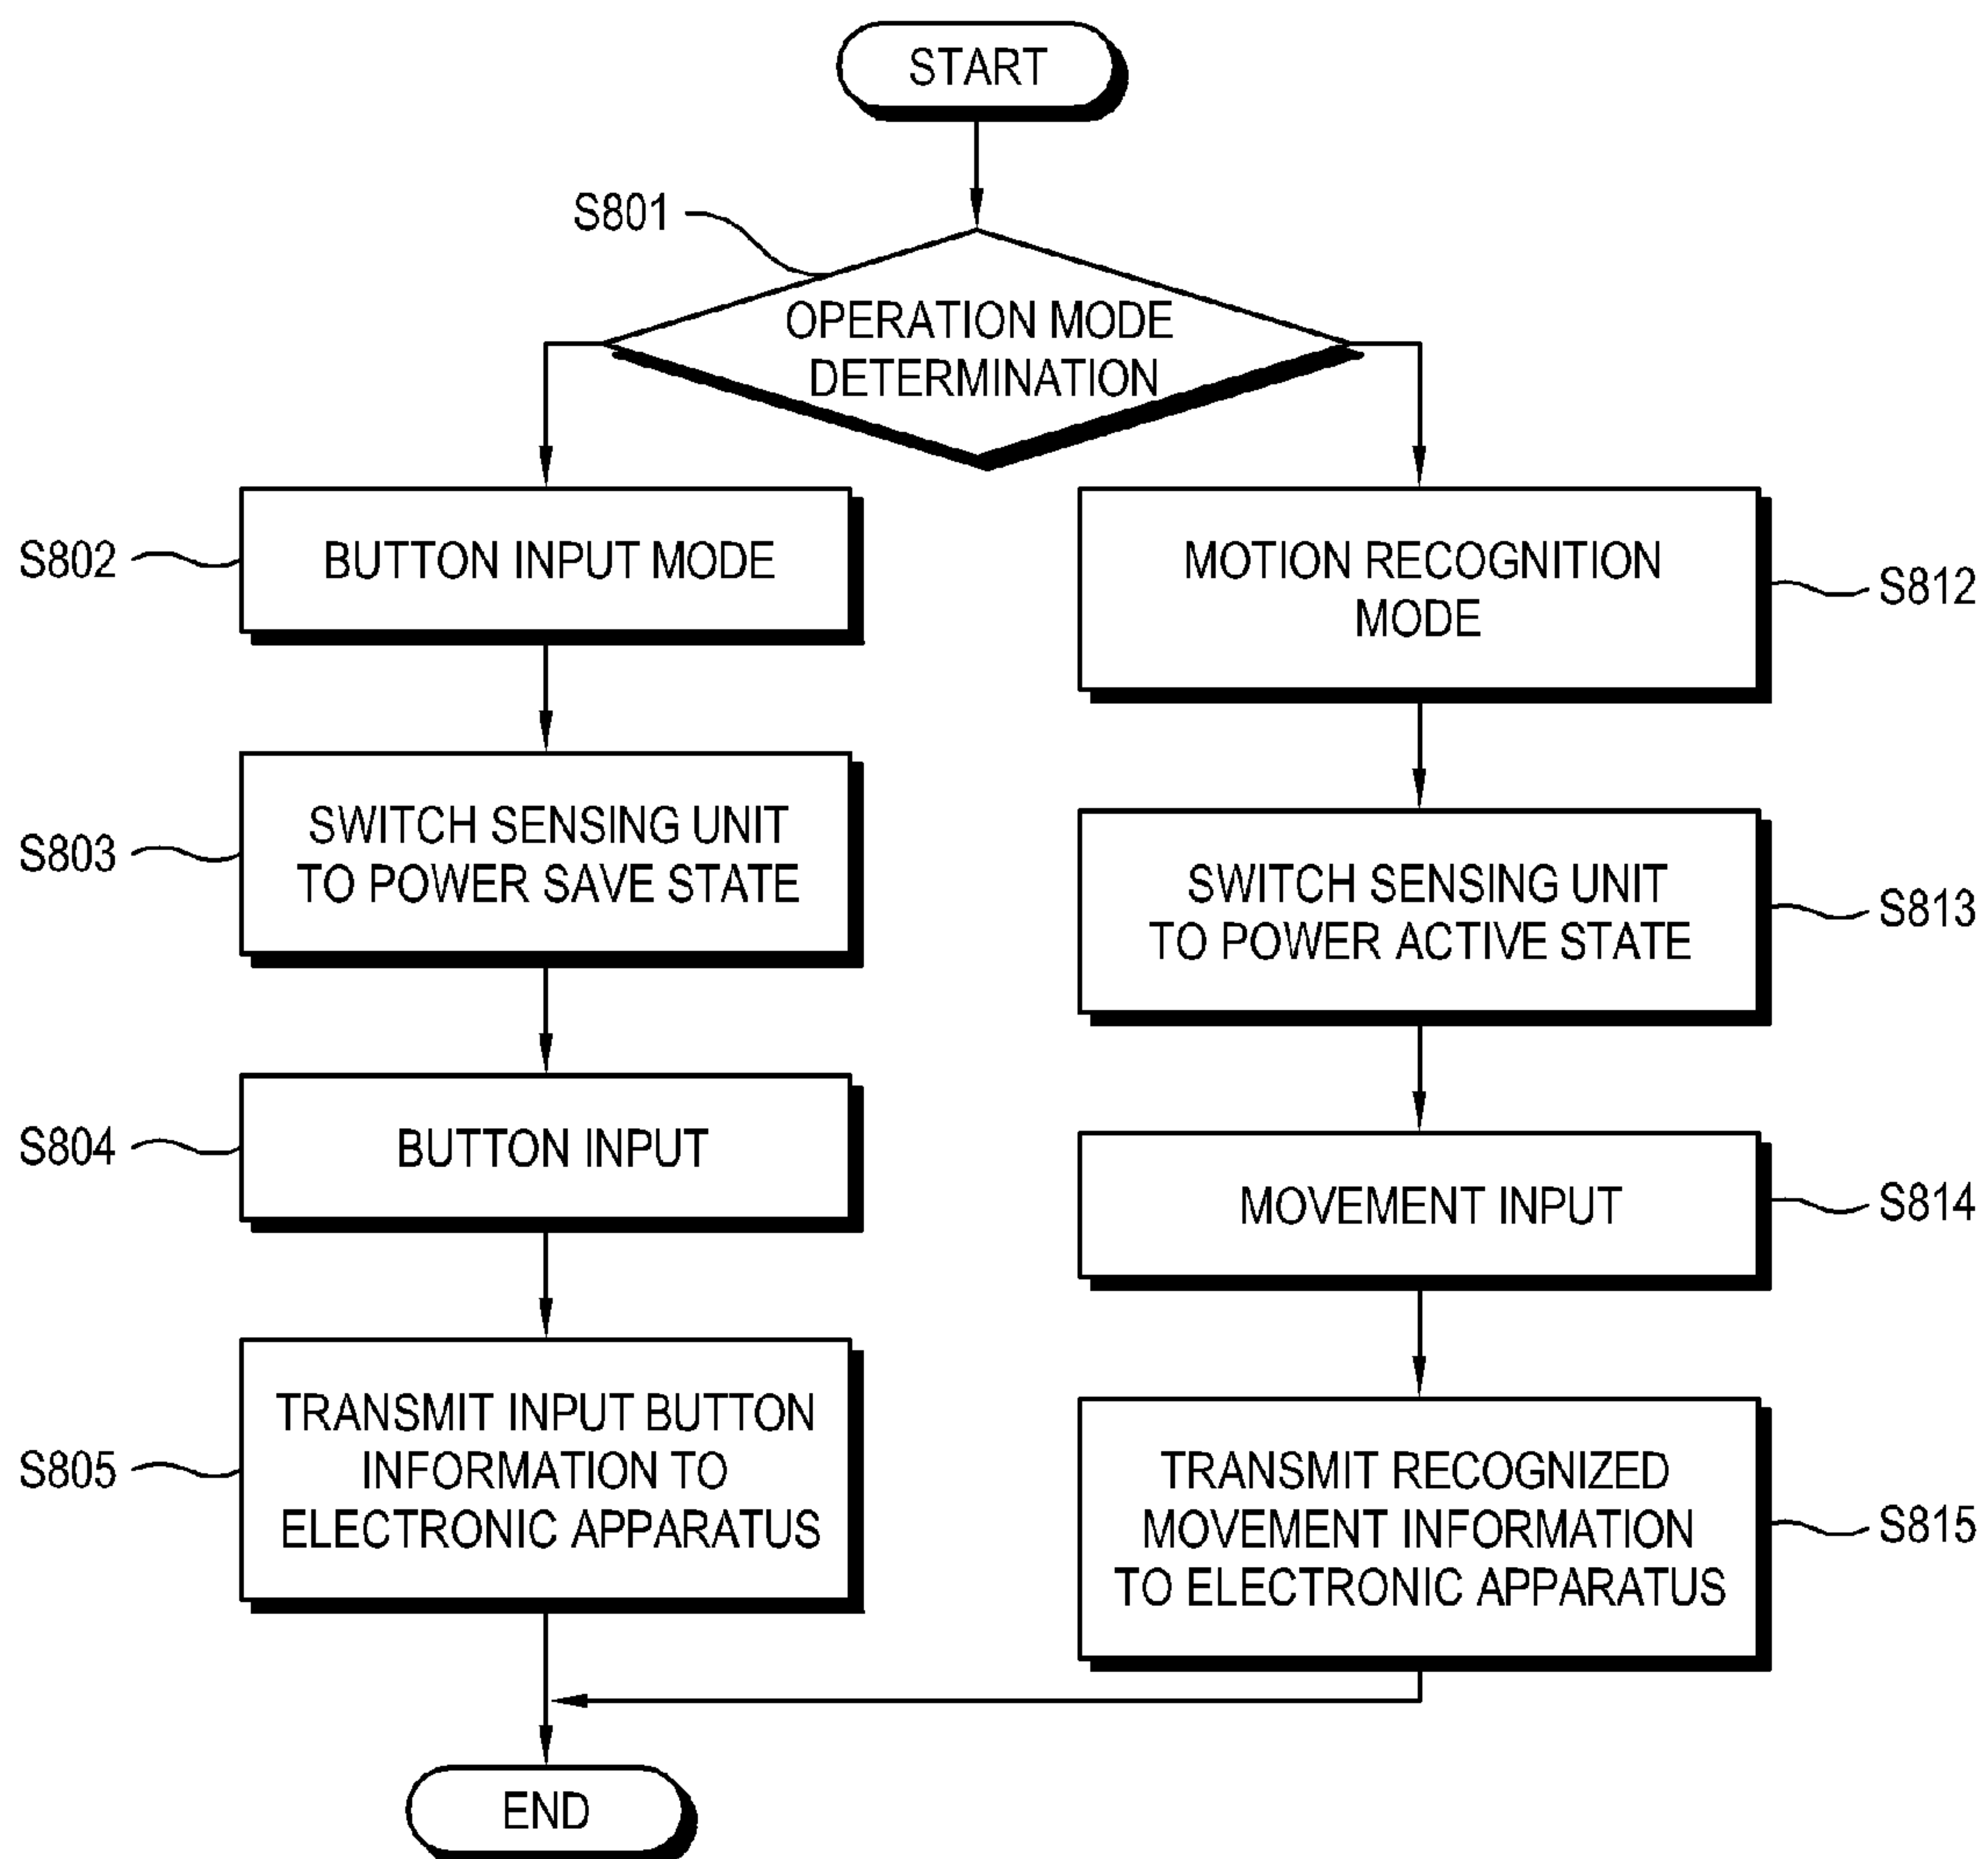 START
S801
OPERATION MODE
DETERMINATION
S802
BUTTON INPUT MODE
S803
SWITCH SENSING UNIT
TO POWER SAVE STATE
S804
BUTTON INPUT
S805
TRANSMIT INPUT BUTTON
INFORMATION TO
ELECTRONIC APPARATUS
MOTION RECOGNITION
MODE
S812
SWITCH SENSING UNIT
TO POWER ACTIVE STATE
S813
MOVEMENT INPUT
S814
TRANSMIT RECOGNIZED
MOVEMENT INFORMATION
TO ELECTRONIC APPARATUS
S815
END